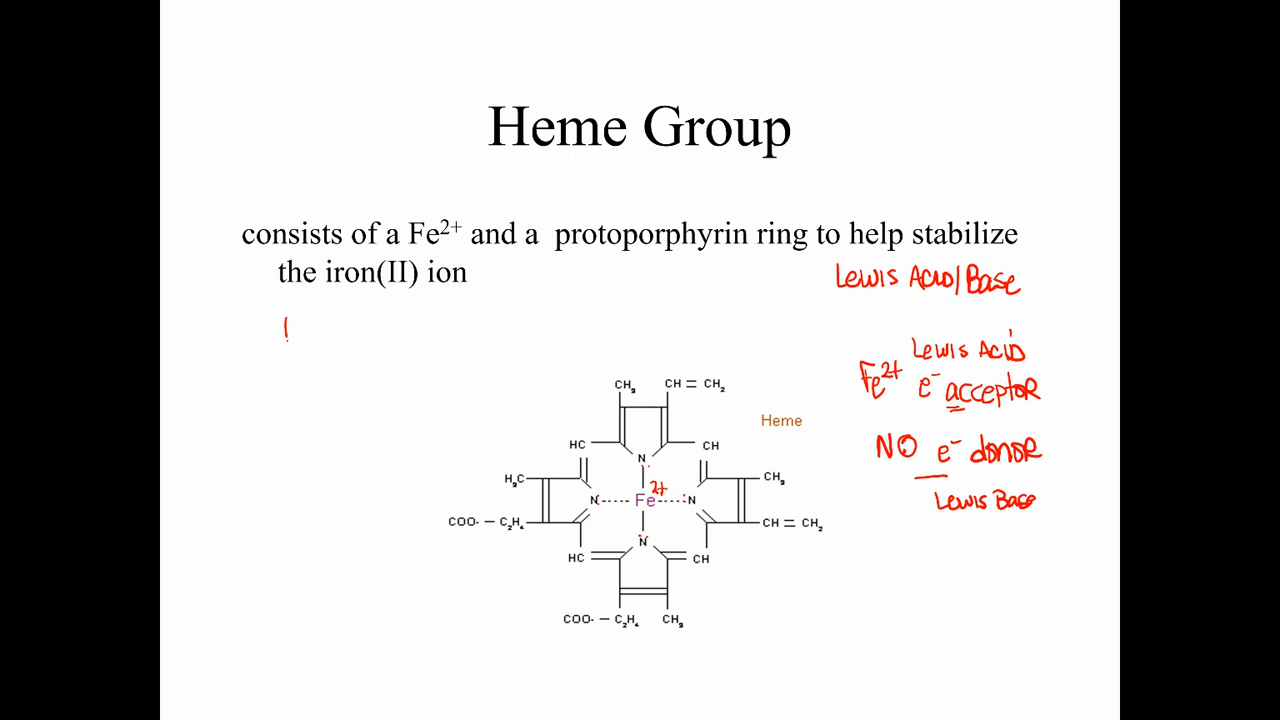 Heme Group
consists of a Fe2+ and a protoporphyrin ring to help stabilize
the iron(II) ion
Lewis Acid/Base
Lewis Acid
Fe2+ e- acceptor
e- donor
Lewis Base
Heme
CH3 CH = CH2
HC CH
N
H3C CH3
2+
N Fe N
COO- — C2H4 CH = CH2
N
HC CH
COO- — C2H4 CH3